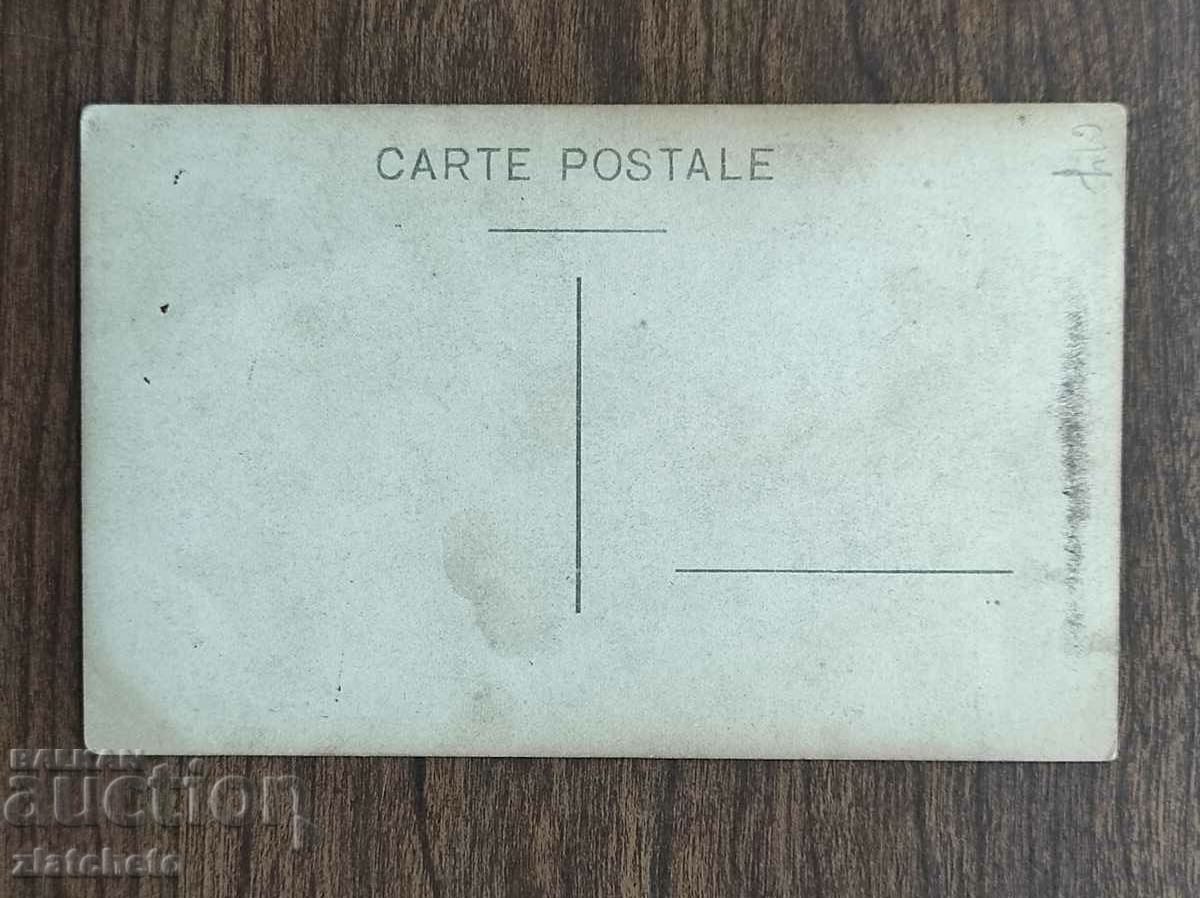 CARTE POSTALE
BALKAN
auction
zlatcheto